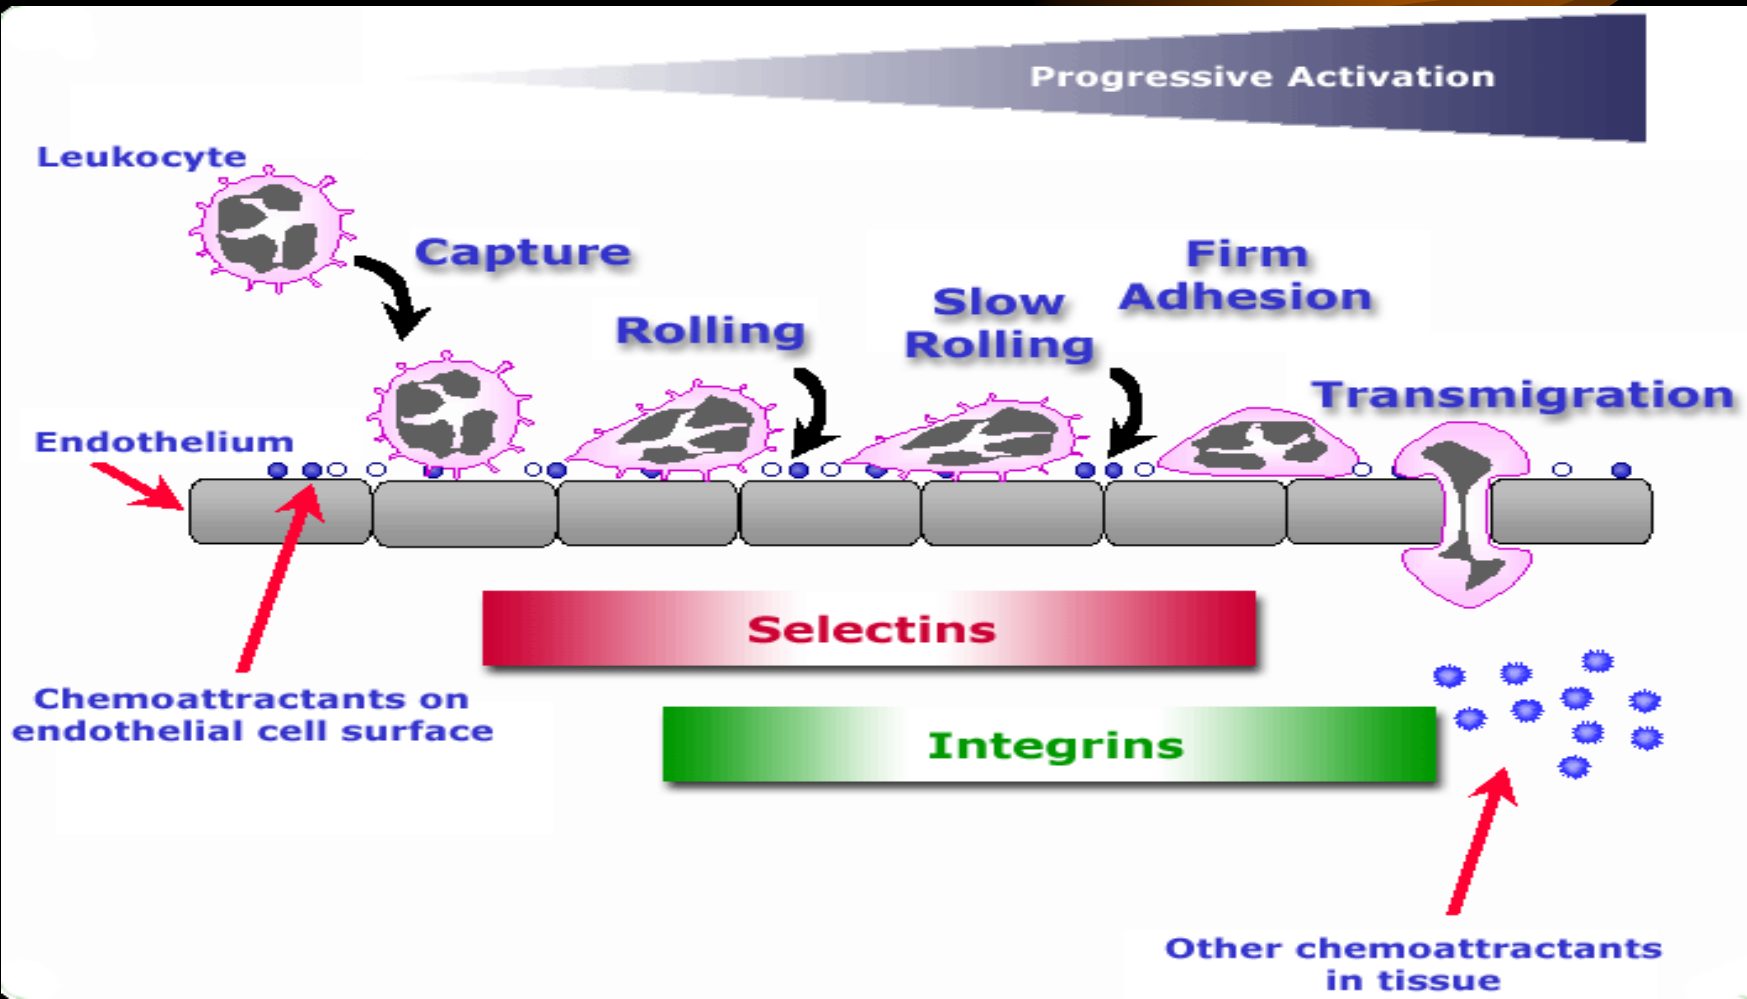 Progressive Activation
Leukocyte
Capture
Firm
Adhesion
Slow
Rolling
Rolling
Transmigration
Endothelium
Selectins
Chemoattractants on
endothelial cell surface
Integrins
Other chemoattractants
in tissue